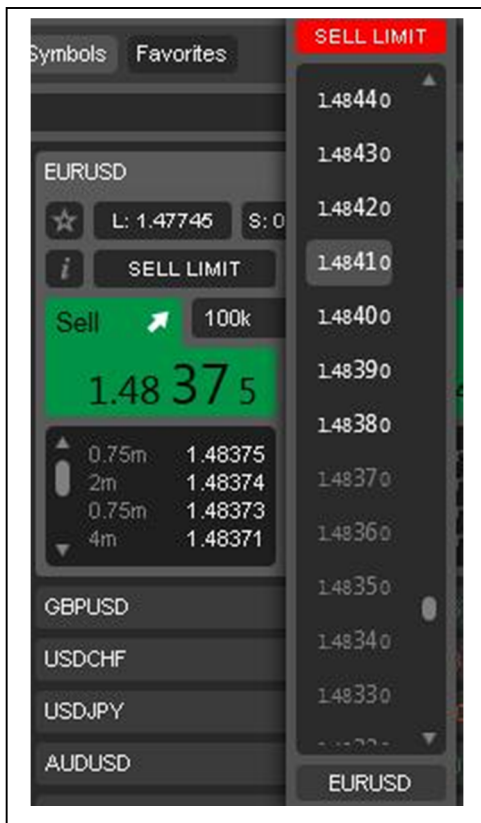 Symbols Favorites
EURUSD
L: 1.47745 S: 0
i SELL LIMIT
Sell 100k
1.48 37 5
0.75m 1.48375
2m 1.48374
0.75m 1.48373
4m 1.48371
GBPUSD
USDCHF
USDJPY
AUDUSD
SELL LIMIT
1.48440
1.48430
1.48420
1.48410
1.48400
1.48390
1.48380
1.48370
1.48360
1.48350
1.48340
1.48330
EURUSD